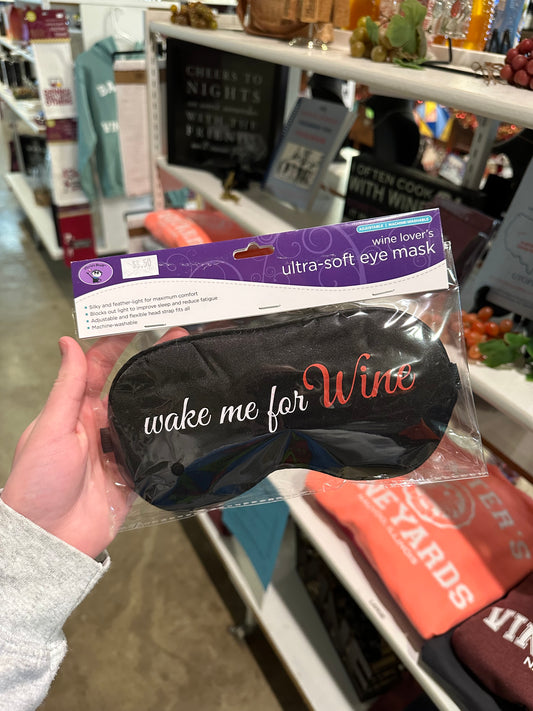 ADJUSTABLE | MACHINE-WASHABLE
wine lover's
ultra-soft eye mask
• Silky and feather-light for maximum comfort
• Blocks out light to improve sleep and reduce fatigue
• Adjustable and flexible head strap fits all
• Machine-washable
wake me for Wine
CHEERS TO
NIGHTS
WITH THE
FRIENDS
I OFTEN COOK
WITH WINE
VINEYARDS